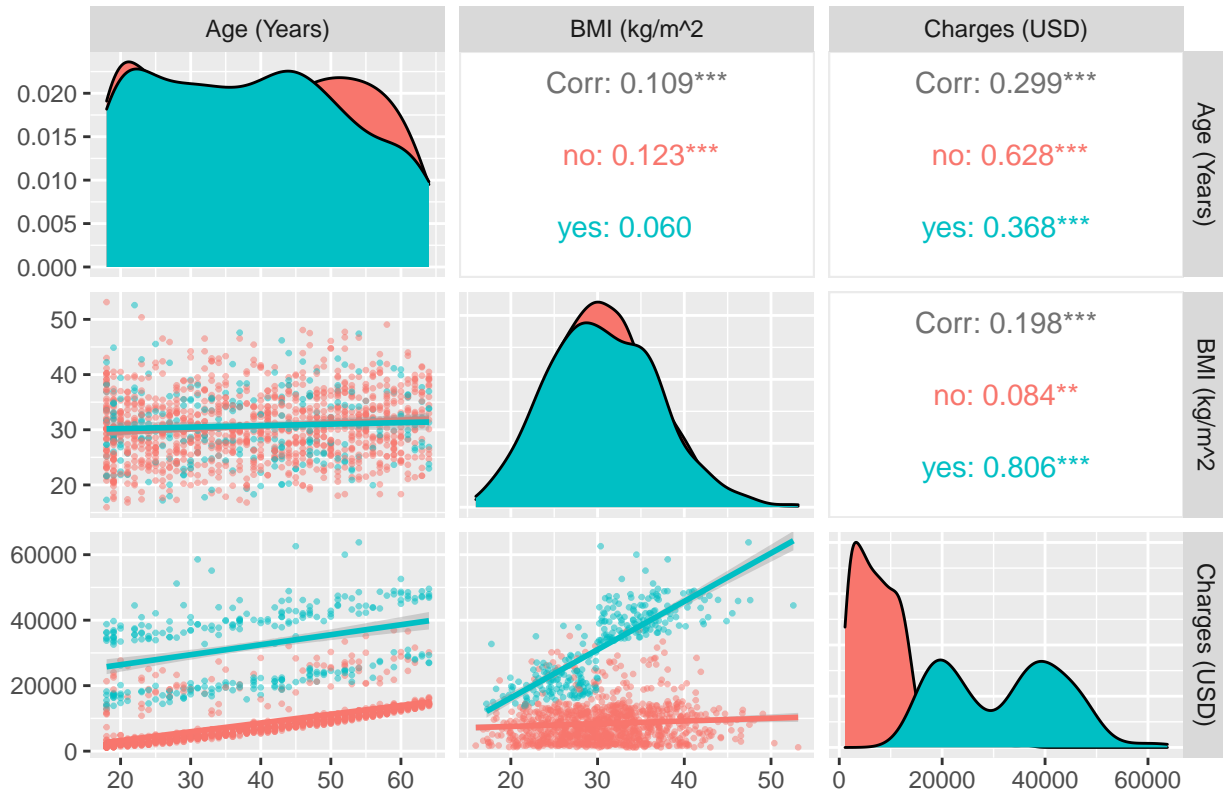 Age (Years)
BMI (kg/m^2
Charges (USD)
0.020
0.015
0.010
0.005
0.000
Corr: 0.109***
no: 0.123***
yes: 0.060
Corr: 0.299***
no: 0.628***
yes: 0.368***
Age (Years)
50
40
30
20
Corr: 0.198***
no: 0.084**
yes: 0.806***
BMI (kg/m^2
60000
40000
20000
0
Charges (USD)
20 30 40 50 60
20 30 40 50
0 20000 40000 60000